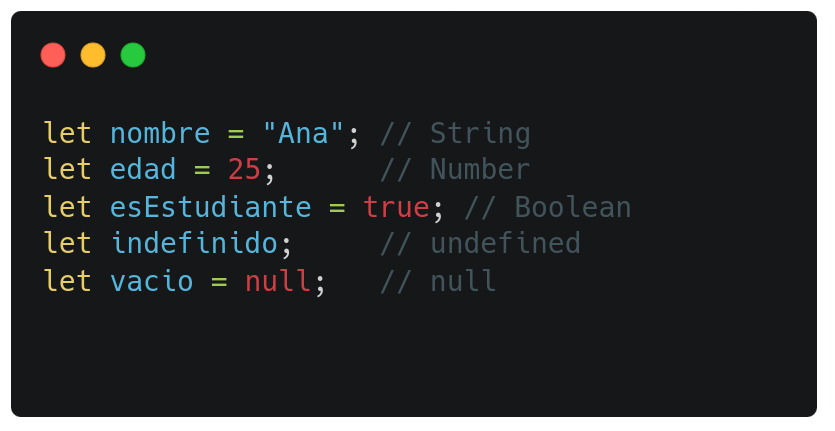 let nombre = "Ana"; // String
let edad = 25;      // Number
let esEstudiante = true; // Boolean
let indefinido;     // undefined
let vacio = null;   // null